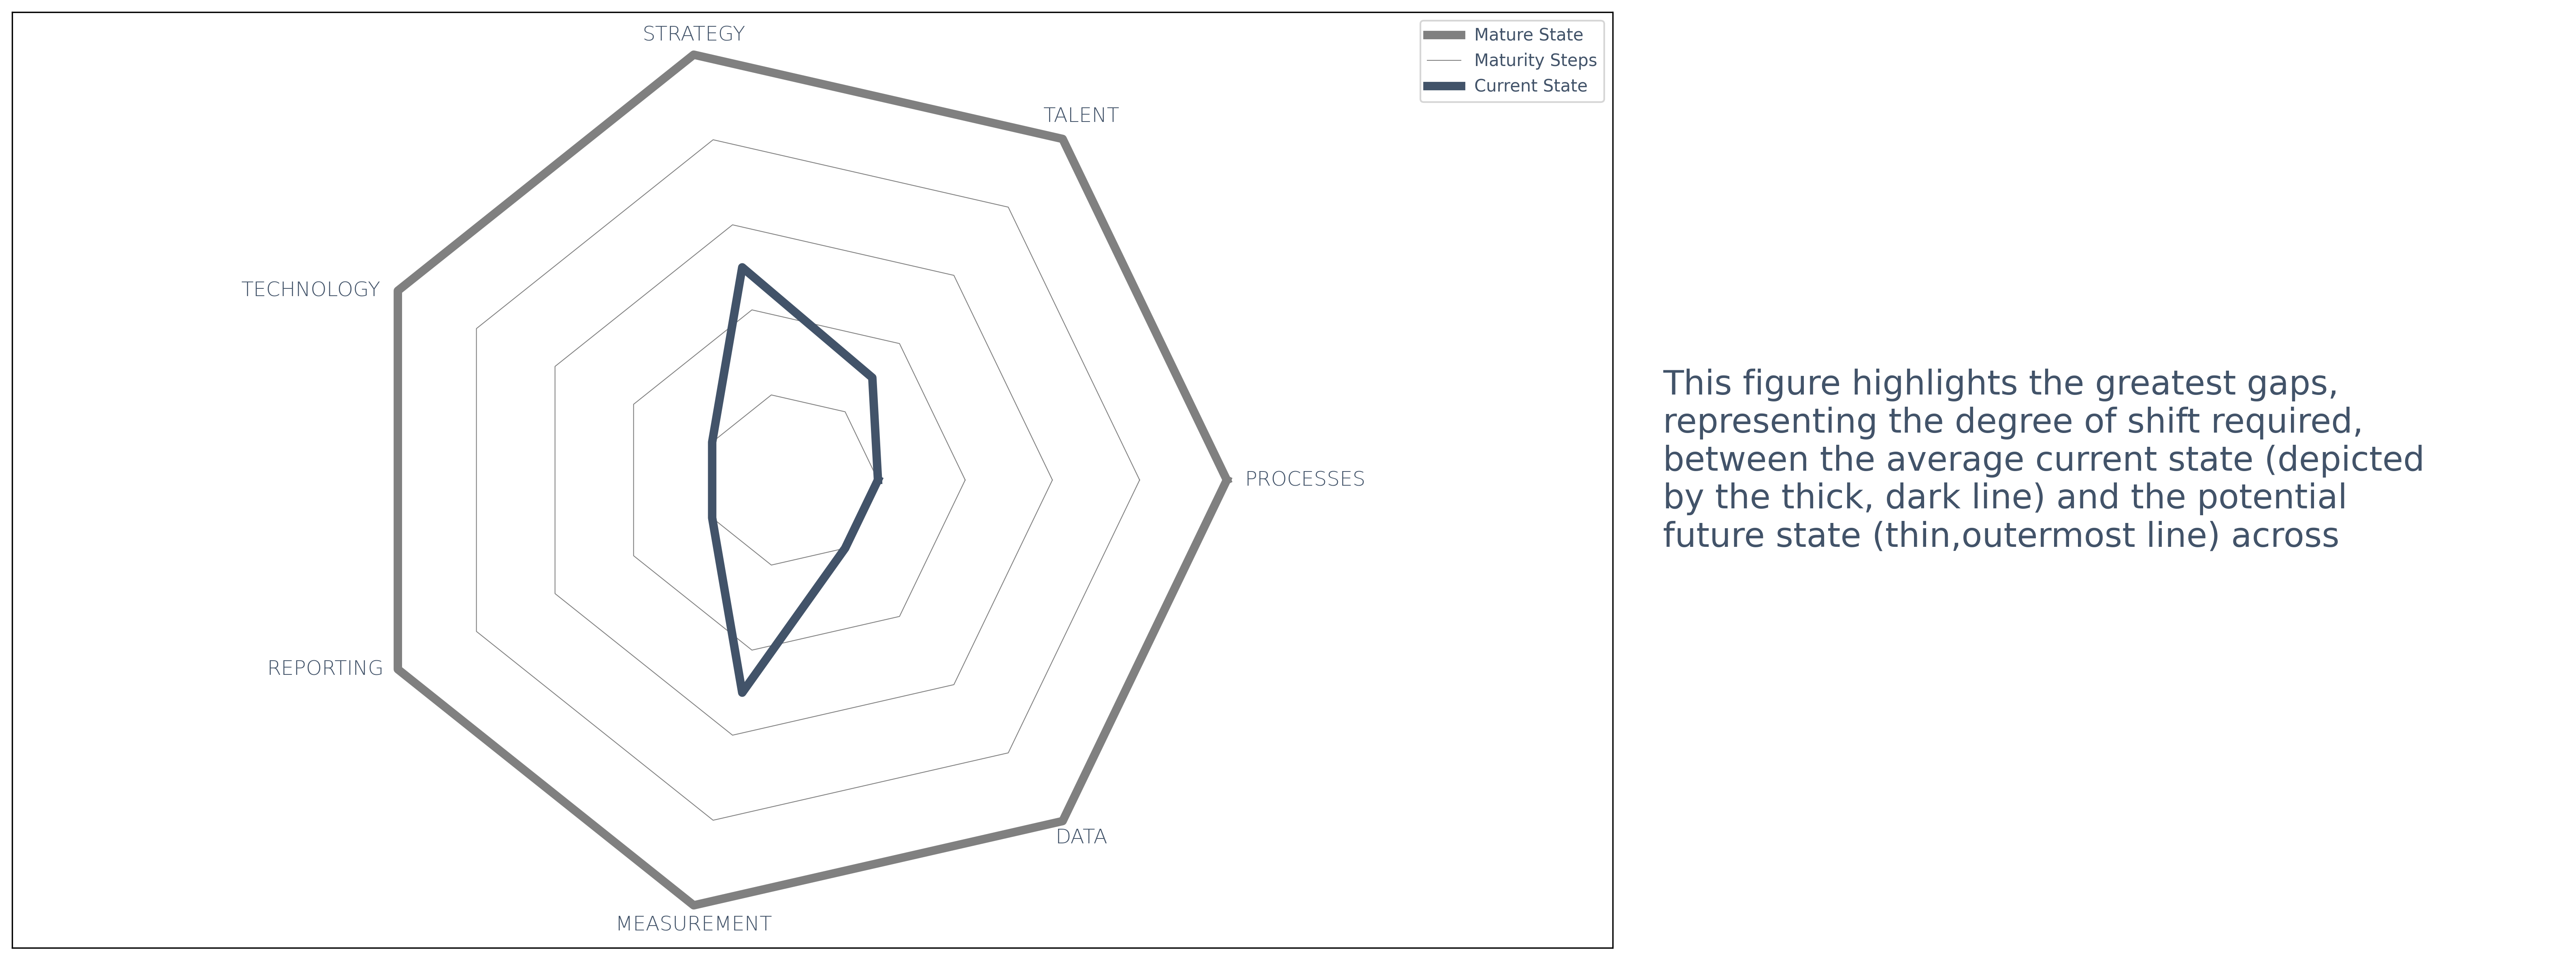 STRATEGY
Mature State
Maturity Steps
Current State
TALENT
TECHNOLOGY
PROCESSES
REPORTING
DATA
MEASUREMENT
This figure highlights the greatest gaps,
representing the degree of shift required,
between the average current state (depicted
by the thick, dark line) and the potential
future state (thin,outermost line) across